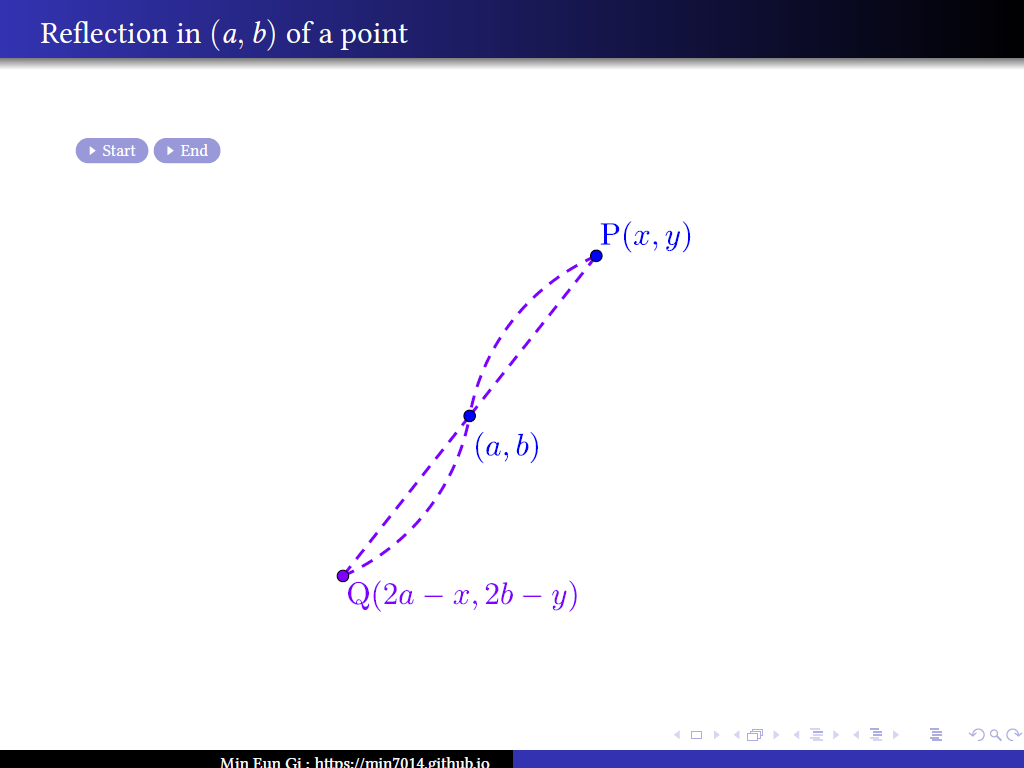 Reflection in (a, b) of a point
Start End
P(x, y)
(a, b)
Q(2a − x, 2b − y)
Min Eun Gi : https://min7014.github.io